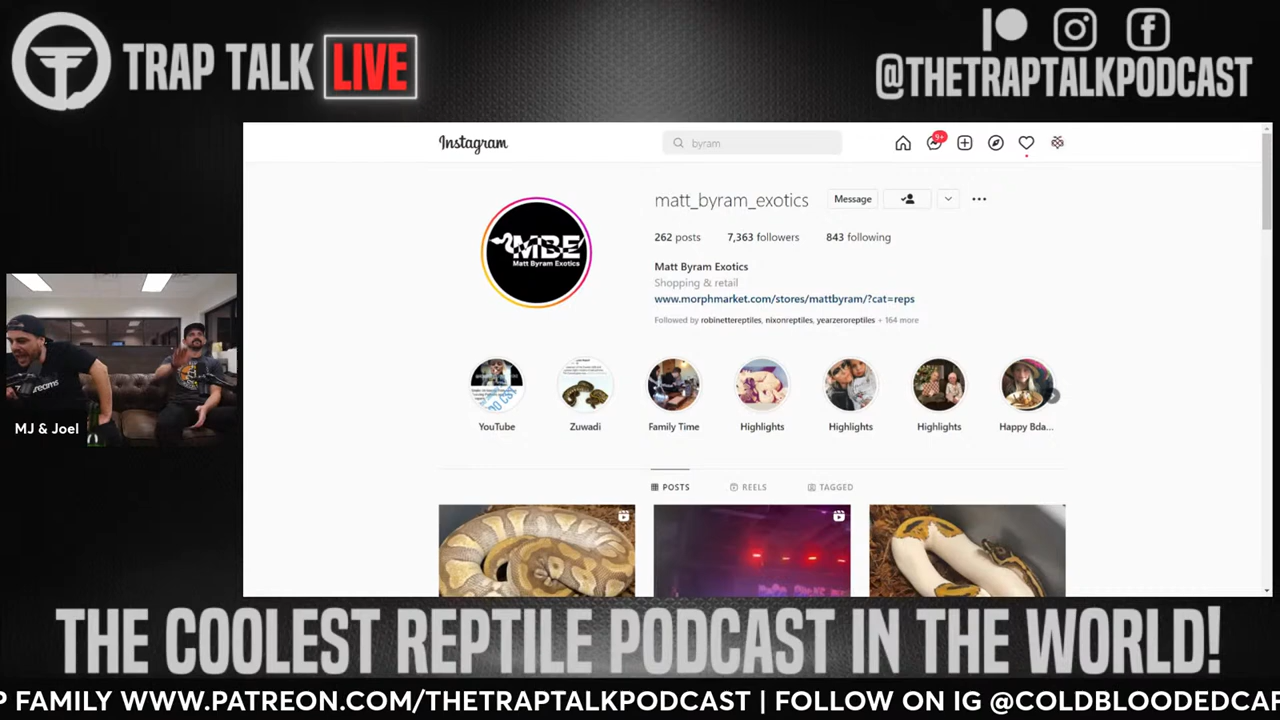 TRAP TALK LIVE
@THETRAPTALKPODCAST
Instagram
byram
9+
matt_byram_exotics
Message
262 posts 7,363 followers 843 following
MBE
Matt Byram Exotics
Matt Byram Exotics
Shopping & retail
www.morphmarket.com/stores/mattbyram/?cat=reps
Followed by robinettereptiles, nixonreptiles, yearzeroreptiles + 164 more
YouTube Zuwadi Family Time Highlights Highlights Highlights Happy Bda...
MJ & Joel
POSTS REELS TAGGED
THE COOLEST REPTILE PODCAST IN THE WORLD!
P FAMILY WWW.PATREON.COM/THETRAPTALKPODCAST | FOLLOW ON IG @COLDBLOODEDCAF